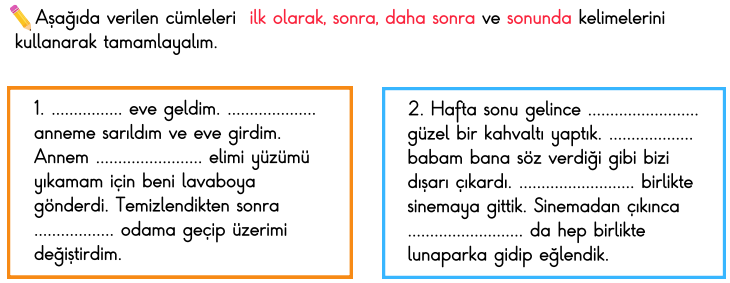 Aşağıda verilen cümleleri ilk olarak, sonra, daha sonra ve sonunda kelimelerini
kullanarak tamamlayalım.
1. ................ eve geldim. ....................
anneme sarıldım ve eve girdim.
Annem ........................ elimi yüzümü
yıkamam için beni lavaboya
gönderdi. Temizlendikten sonra
.................. odama geçip üzerimi
değiştirdim.
2. Hafta sonu gelince .........................
güzel bir kahvaltı yaptık. ...................
babam bana söz verdiği gibi bizi
dışarı çıkardı. .......................... birlikte
sinemaya gittik. Sinemadan çıkınca
.......................... da hep birlikte
lunaparka gidip eğlendik.